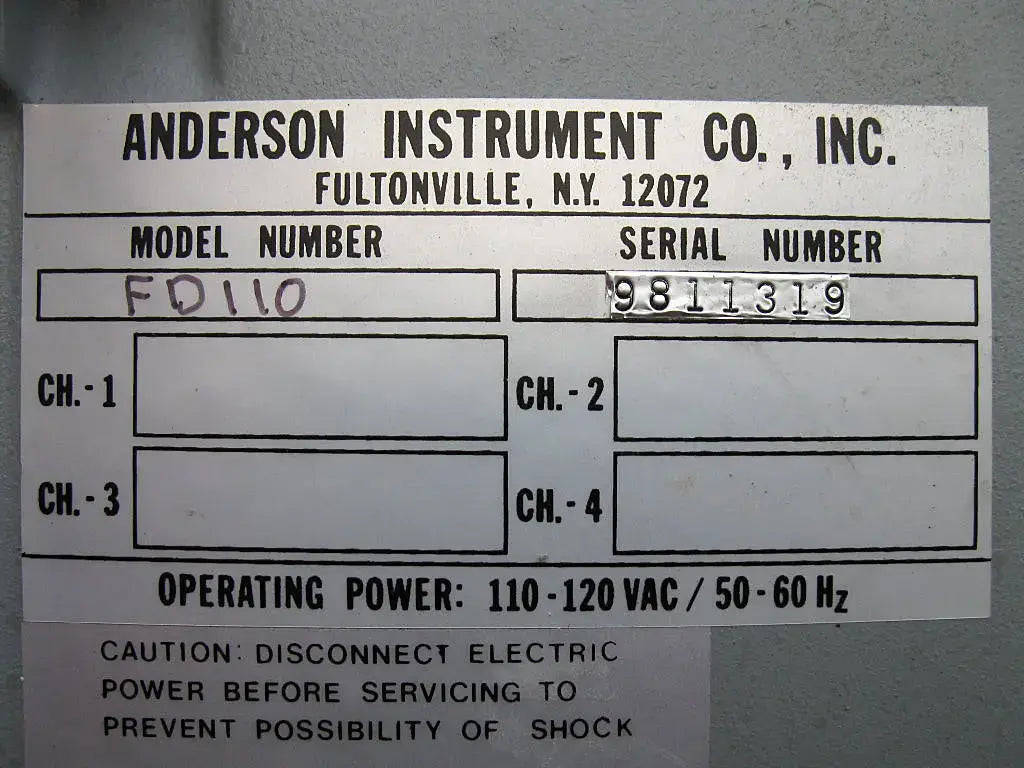 ANDERSON INSTRUMENT CO., INC.
FULTONVILLE, N.Y. 12072
MODEL NUMBER SERIAL NUMBER
FD110 9811319
CH.-1 CH.-2
CH.-3 CH.-4
OPERATING POWER: 110-120 VAC / 50-60 Hz
CAUTION: DISCONNECT ELECTRIC
POWER BEFORE SERVICING TO
PREVENT POSSIBILITY OF SHOCK